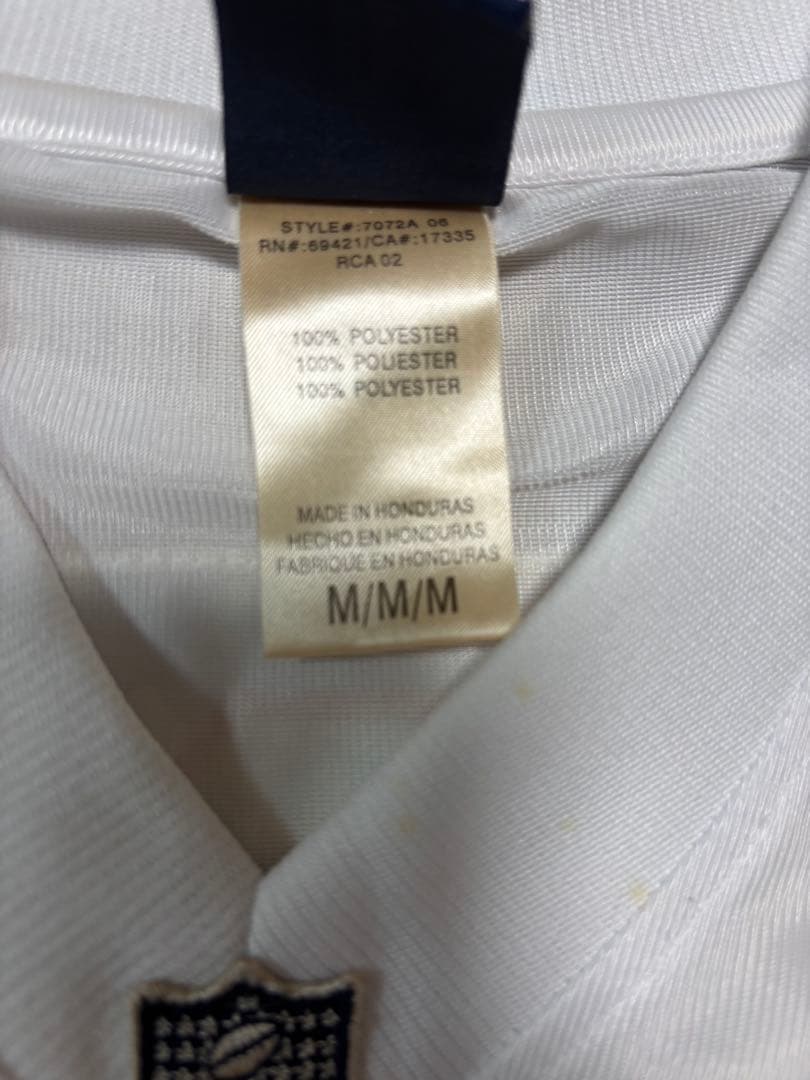 STYLE#:7072A 06
RN#:69421/CA#:17335
RCA 02
100% POLYESTER
100% POLIESTER
100% POLYESTER
MADE IN HONDURAS
HECHO EN HONDURAS
FABRIQUE EN HONDURAS
M/M/M